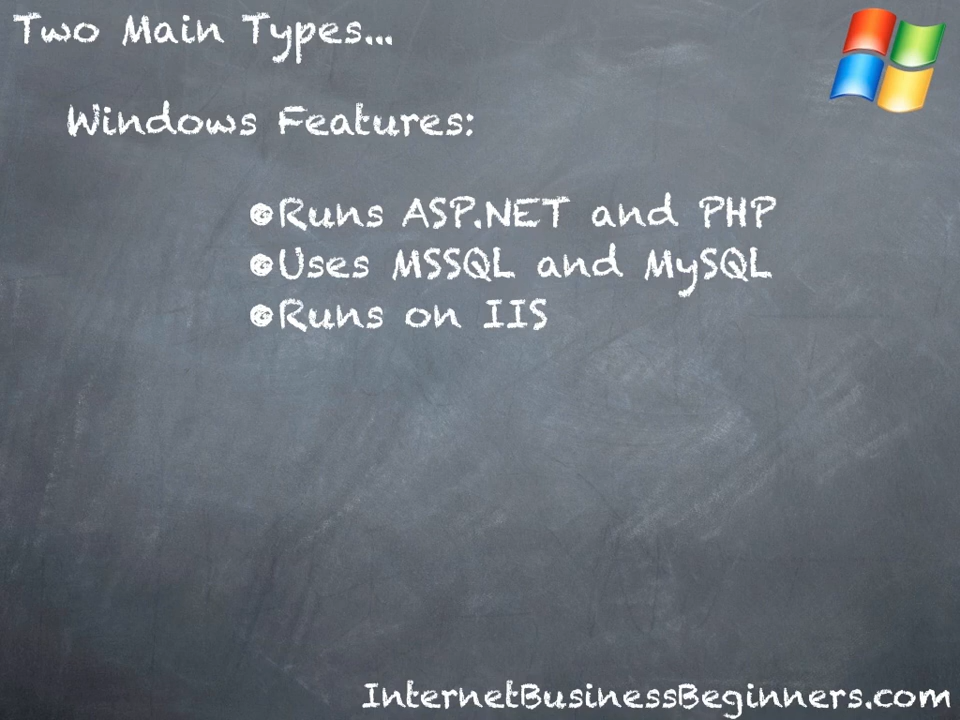 Two Main Types...
Windows Features:
•Runs ASP.NET and PHP
•Uses MSSQL and MySQL
•Runs on IIS
InternetBusinessBeginners.com